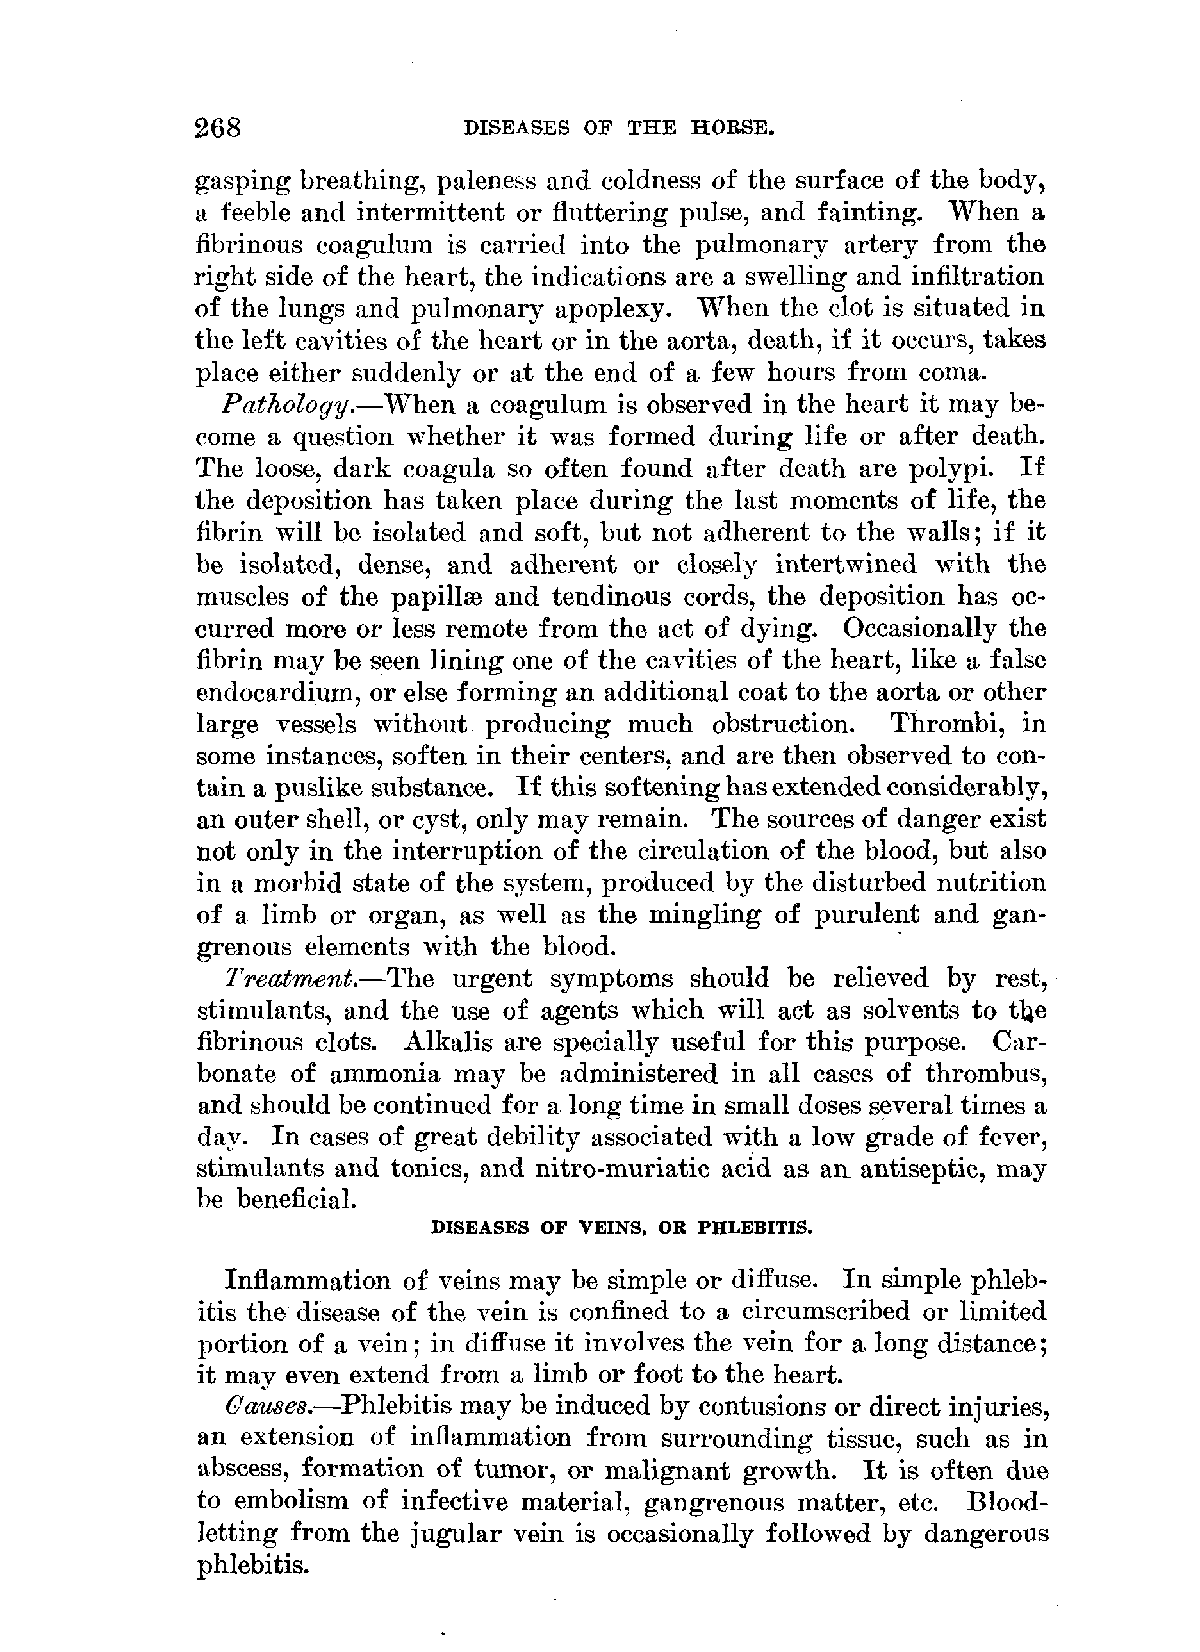 268 DISEASES OF THE HORSE.
gasping breathing, paleness and coldness of the surface of the body,
a feeble and intermittent or fluttering pulse, and fainting. When a
fibrinous coagulum is carried into the pulmonary artery from the
right side of the heart, the indications are a swelling and infiltration
of the lungs and pulmonary apoplexy. When the clot is situated in
the left cavities of the heart or in the aorta, death, if it occurs, takes
place either suddenly or at the end of a few hours from coma.
Pathology.—When a coagulum is observed in the heart it may be-
come a question whether it was formed during life or after death.
The loose, dark coagula so often found after death are polypi. If
the deposition has taken place during the last moments of life, the
fibrin will be isolated and soft, but not adherent to the walls; if it
be isolated, dense, and adherent or closely intertwined with the
muscles of the papillæ and tendinous cords, the deposition has oc-
curred more or less remote from the act of dying. Occasionally the
fibrin may be seen lining one of the cavities of the heart, like a false
endocardium, or else forming an additional coat to the aorta or other
large vessels without producing much obstruction. Thrombi, in
some instances, soften in their centers, and are then observed to con-
tain a puslike substance. If this softening has extended considerably,
an outer shell, or cyst, only may remain. The sources of danger exist
not only in the interruption of the circulation of the blood, but also
in a morbid state of the system, produced by the disturbed nutrition
of a limb or organ, as well as the mingling of purulent and gan-
grenous elements with the blood.
Treatment.—The urgent symptoms should be relieved by rest,
stimulants, and the use of agents which will act as solvents to the
fibrinous clots. Alkalis are specially useful for this purpose. Car-
bonate of ammonia may be administered in all cases of thrombus,
and should be continued for a long time in small doses several times a
day. In cases of great debility associated with a low grade of fever,
stimulants and tonics, and nitro-muriatic acid as an antiseptic, may
be beneficial.
DISEASES OF VEINS, OR PHLEBITIS.
Inflammation of veins may be simple or diffuse. In simple phleb-
itis the disease of the vein is confined to a circumscribed or limited
portion of a vein; in diffuse it involves the vein for a long distance;
it may even extend from a limb or foot to the heart.
Causes.—Phlebitis may be induced by contusions or direct injuries,
an extension of inflammation from surrounding tissue, such as in
abscess, formation of tumor, or malignant growth. It is often due
to embolism of infective material, gangrenous matter, etc. Blood-
letting from the jugular vein is occasionally followed by dangerous
phlebitis.